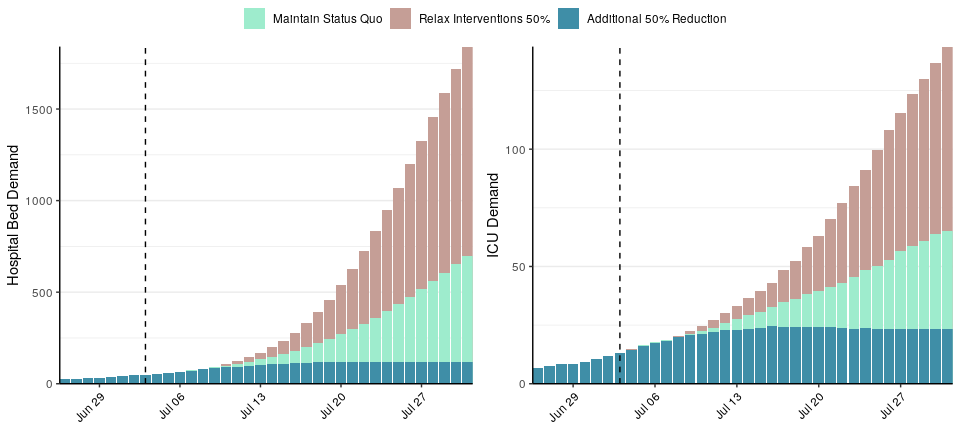 Maintain Status Quo Relax Interventions 50% Additional 50% Reduction
Hospital Bed Demand
1500
1000
500
0
Jun 29 Jul 06 Jul 13 Jul 20 Jul 27
ICU Demand
100
50
0
Jun 29 Jul 06 Jul 13 Jul 20 Jul 27